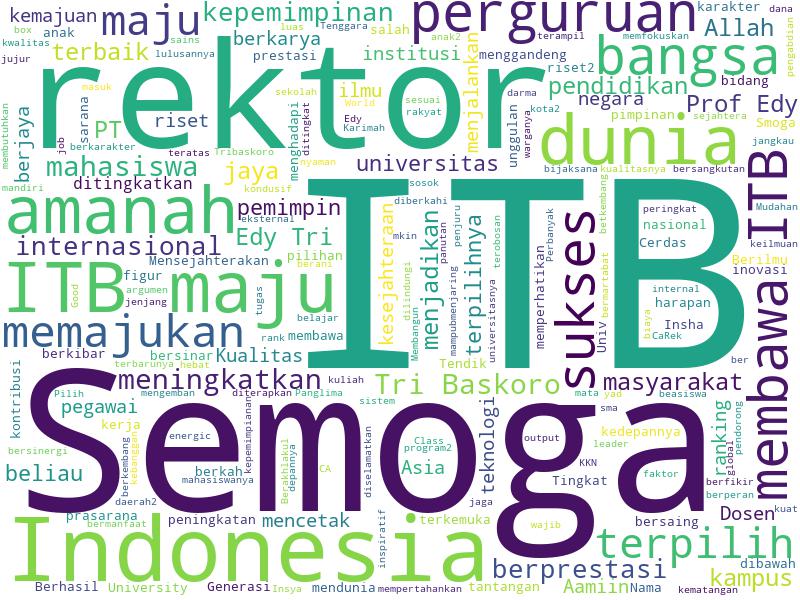 kemajuan maju kepemimpinan perguruan karakter dana
box anak luas Tenggara salah anak2 terampil memfokuskan Allah
kwalitas sains berkarya menggandeng bangsa pengabdian
jujur terbaik lulusannya prestasi institusi riset2
rektor
masuk sekolah ilmu World sesuai rakyat menjalankan pendidikan bidang
membutuhkan berjaya sarana PT riset ditingkat Edy Karimah darma kota2 negara Prof Edy
job berkarakter menghadapi unggulan warganya pimpinan sejahtera Smoga
mahasiswa teratas Tribaskoro nyaman universitas dunia jangkau
mandiri ditingkatkan jaya kondusif sosok bijaksana kualitasnya bersangkutan
amanah pemimpin eksternal diberkahi penjuru Perbanyak berkembang peringkat ITB Mudahan
internasional Edy Tri mkin panutan terobosan nasional keilmuan
Mensejahterakan pilihan kesejahteraan menjadikan terpilihnya sukses Cerdas Berilmu
ITB Good figur maju berani dilindungi memperhatikan bermartabat internal inovasi
argumen jenjang tugas belajar mampubmenjaring universitasnya harapan
memajukan rank membawa Membangun Univ biaya Insha CaRek
ITB
berkibar bersinar Kualitas Tendik ber
kontribusi terbarunya hebat
meningkatkan kuliah Tri Baskoro mata yao masyarakat membawa
Pilih mengemban diterapkan Panglima sistem sma beasiswa
pegawai kerja teknologi kedepannya ranking pendorong
energic kepemimpianan Class program2 output leader global
bersinergi berkembang kebanggan berkah Berakhlakul depannya diselamatkan KKN
beliau mahasiswanya CA Asia Tingkat faktor berfikir
Semoga
daerah2 jaga berperan
prasarana peningkatan mencetak inspiratif terkemuka wajib bersaing Dosen kuat
bermanfaat
Indonesia berprestasi terpilih dibawah
kampus
Berhasil University Generasi Insya mendunia mempertahankan tantangan Aamiin Nama kematangan